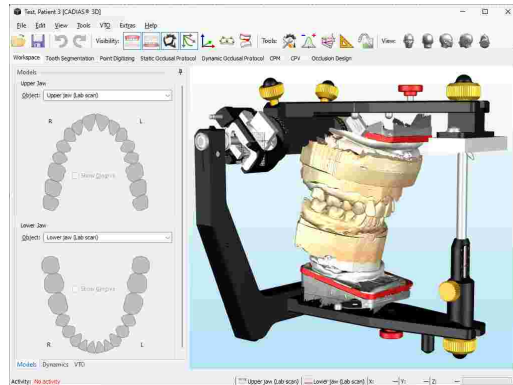 Test, Patient 3 [CADIAS® 3D]
File Edit View Tools VTO Extras Help
Visibility: Tools: View:
Workspace Tooth Segmentation Point Digitizing Static Occlusal Protocol Dynamic Occlusal Protocol CPM CPV Occlusion Design
Models
Upper Jaw
Object: Upper jaw (Lab scan)
R L
Show Gingiva
Lower Jaw
Object: Lower jaw (Lab scan)
Show Gingiva
R L
Models Dynamics VTO
Activity: No activity Upper jaw (Lab scan) Lower jaw (Lab scan) X: — Y: — Z: —